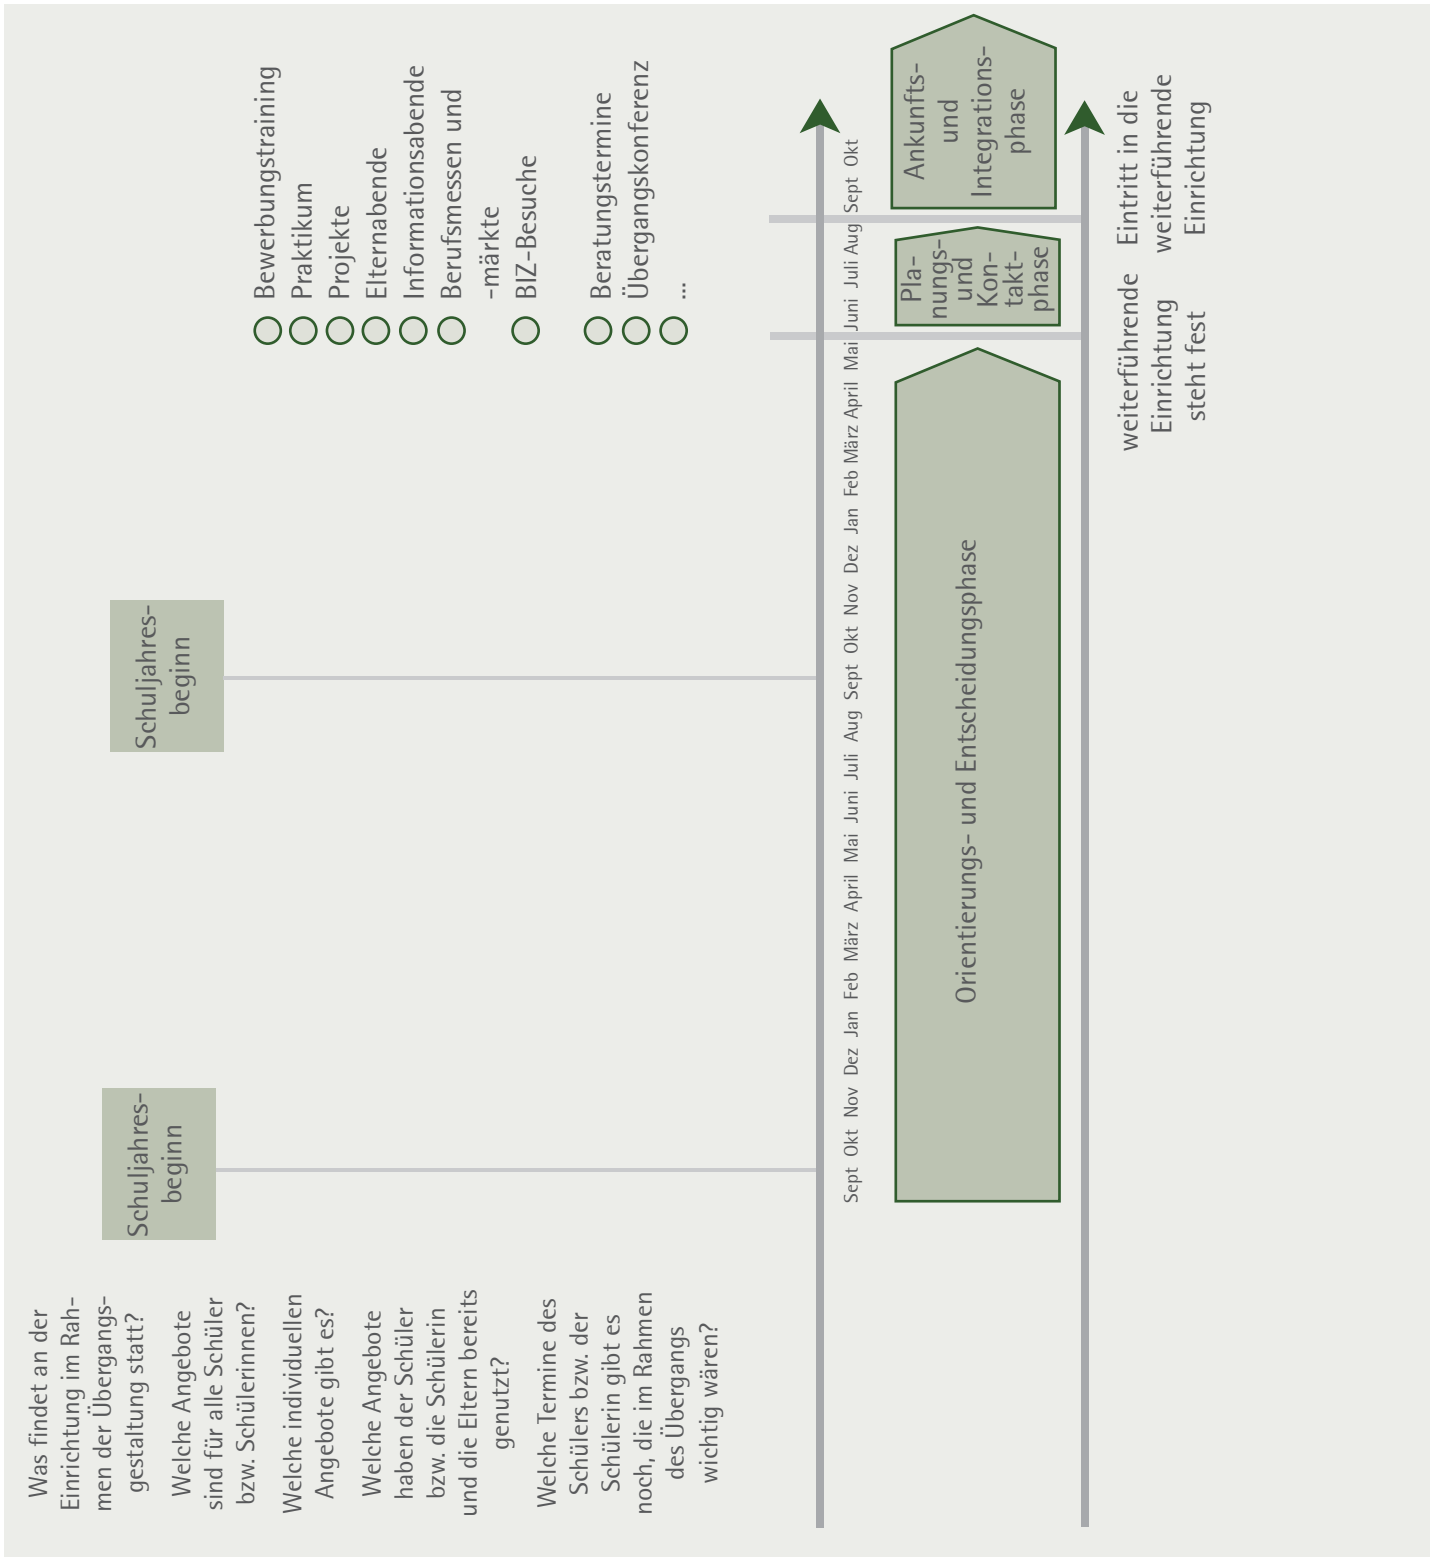 Was findet an der
Einrichtung im Rah-
men der Übergangs-
gestaltung statt?
Welche Angebote
sind für alle Schüler
bzw. Schülerinnen?
Welche individuellen
Angebote gibt es?
Welche Angebote
haben der Schüler
bzw. die Schülerin
und die Eltern bereits
genutzt?
Welche Termine des
Schülers bzw. der
Schülerin gibt es
noch, die im Rahmen
des Übergangs
wichtig wären?
Schuljahres-
beginn
Schuljahres-
beginn
Bewerbungstraining
Praktikum
Projekte
Elternabende
Informationsabende
Berufsmessen und
-märkte
BIZ-Besuche
Beratungstermine
Übergangskonferenz
...
Sept Okt Nov Dez Jan Feb März April Mai Juni Juli Aug Sept Okt Nov Dez Jan Feb März April Mai Juni Juli Aug Sept Okt
Orientierungs- und Entscheidungsphase
Pla-
nungs-
und
Kon-
takt-
phase
Ankunfts-
und
Integrations-
phase
weiterführende
Einrichtung
steht fest
Eintritt in die
weiterführende
Einrichtung